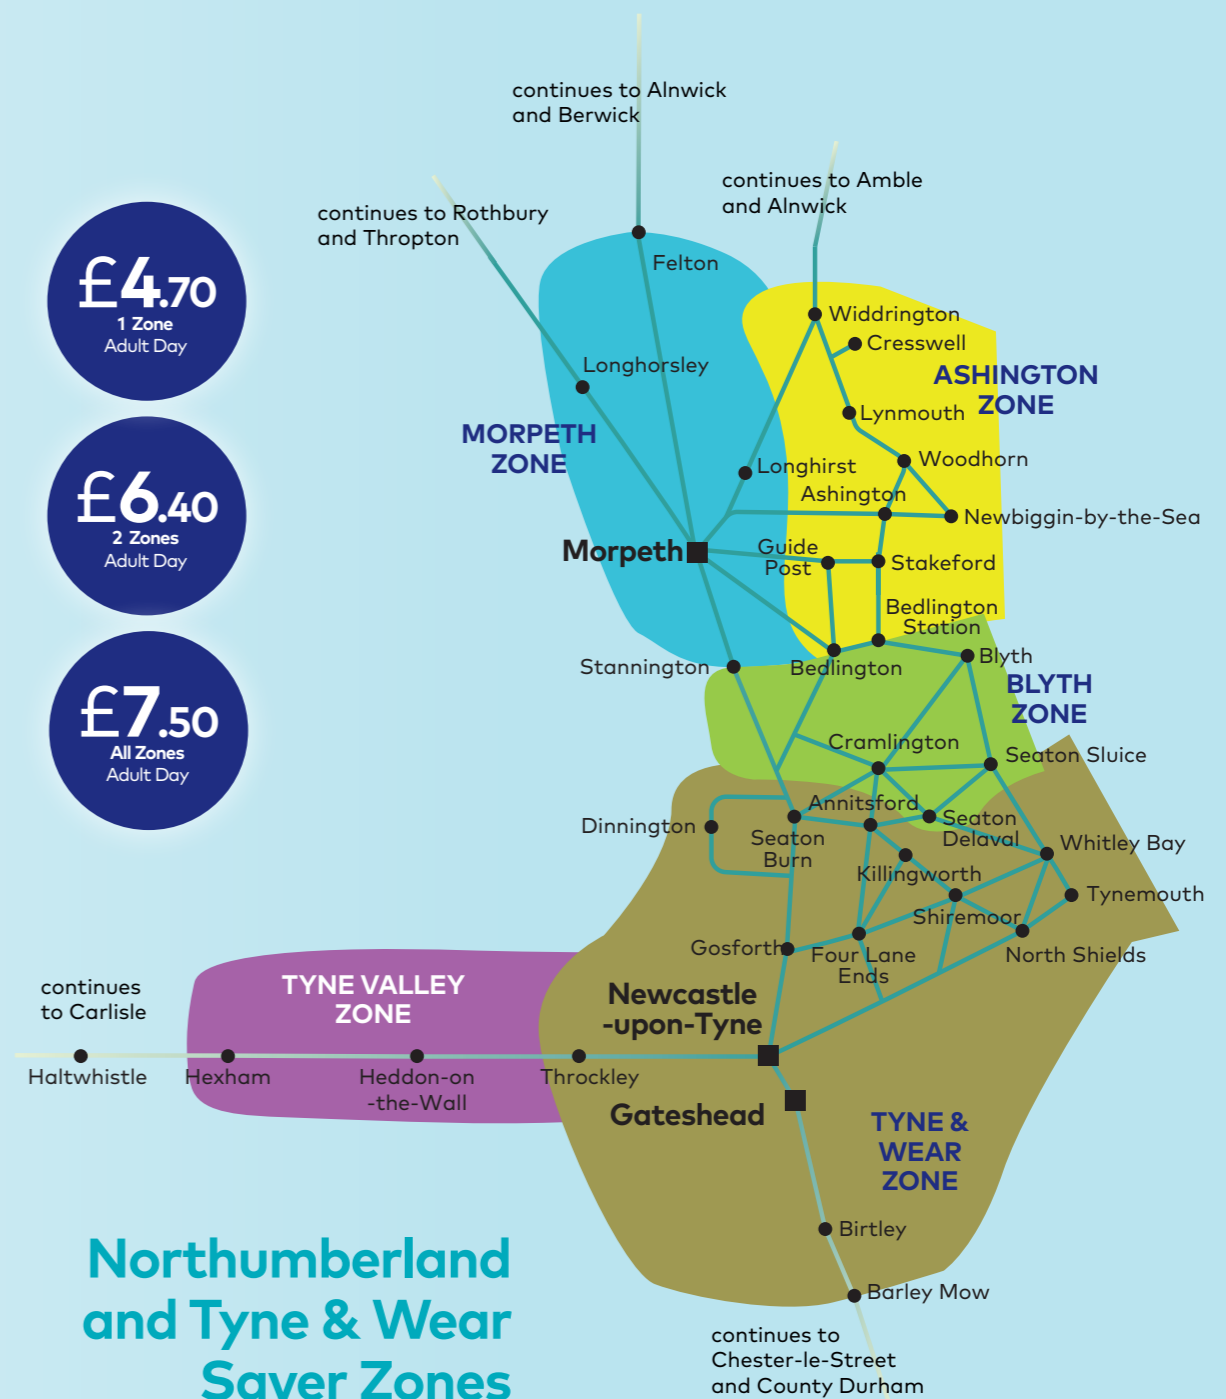 continues to Alnwick
and Berwick
continues to Amble
and Alnwick
continues to Rothbury
and Thropton
£4.70
1 Zone
Adult Day
£6.40
2 Zones
Adult Day
£7.50
All Zones
Adult Day
Felton
Widdrington
Cresswell
Longhorsley
ASHINGTON
ZONE
Lynmouth
MORPETH
ZONE
Longhirst
Woodhorn
Ashington
Newbiggin-by-the-Sea
Morpeth
Guide
Post
Stakeford
Bedlington
Station
Stannington
Bedlington
Blyth
BLYTH
ZONE
Cramlington
Seaton Sluice
Annitsford
Dinnington
Seaton
Burn
Seaton
Delaval
Whitley Bay
Killingworth
Tynemouth
Shiremoor
Gosforth
Four Lane
Ends
North Shields
continues
to Carlisle
TYNE VALLEY
ZONE
Newcastle
-upon-Tyne
Haltwhistle
Hexham
Heddon-on
-the-Wall
Throckley
Gateshead
TYNE &
WEAR
ZONE
Birtley
Barley Mow
Northumberland
and Tyne & Wear
Saver Zones
continues to
Chester-le-Street
and County Durham